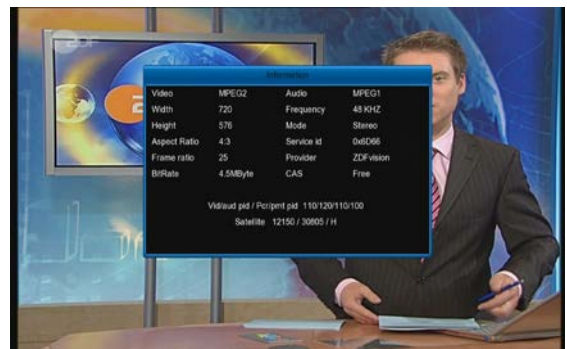 ZDF
Information
Video MPEG2 Audio MPEG1
Width 720 Frequency 48 KHZ
Height 576 Mode Stereo
Aspect Ratio 4:3 Service id 0x6D66
Frame ratio 25 Provider ZDFvision
BitRate 4.5MByte CAS Free
Vid/aud pid / Pcr/pmt pid 110/120/110/100
Satellite 12150 / 30805 / H